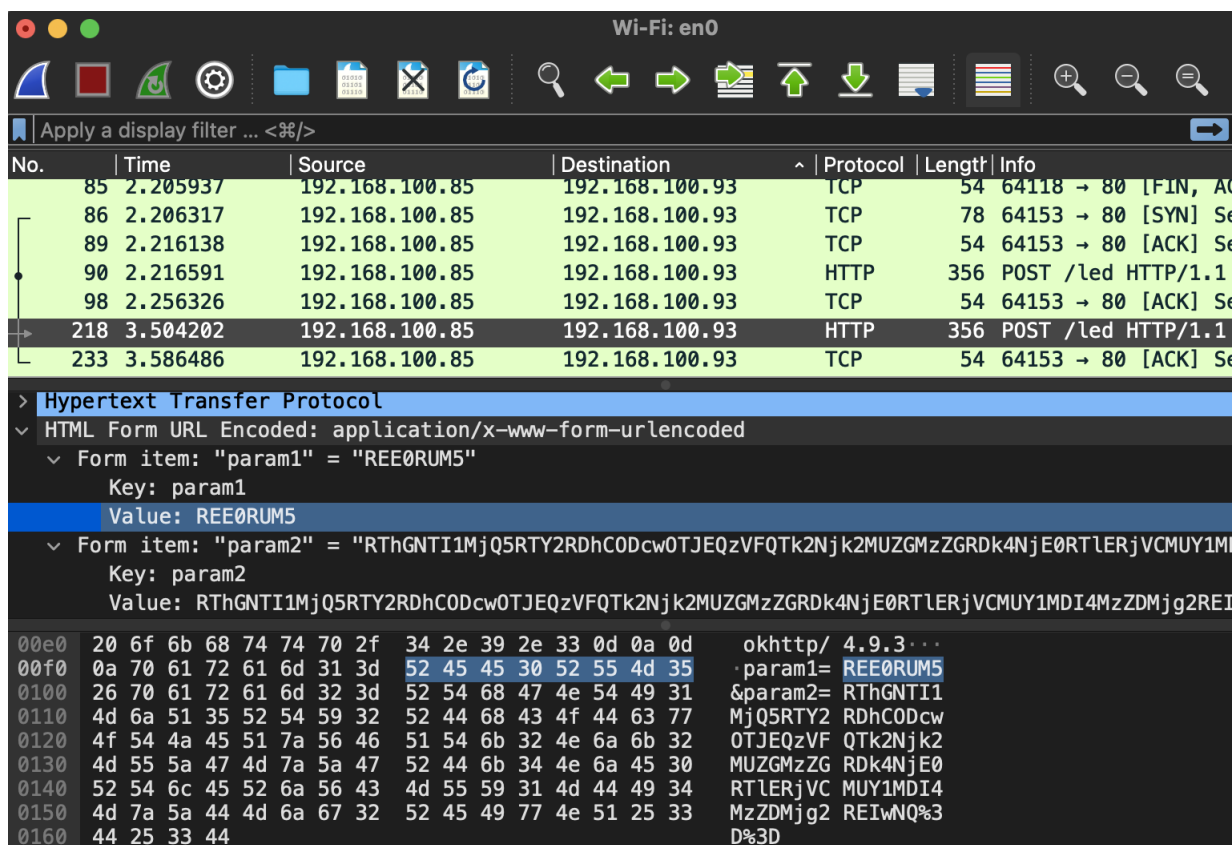 Wi-Fi: en0
Apply a display filter ... <⌘/>
No. Time Source Destination Protocol Length Info
85 2.205937 192.168.100.85 192.168.100.93 TCP 54 64118 → 80 [FIN, AC
86 2.206317 192.168.100.85 192.168.100.93 TCP 78 64153 → 80 [SYN] Se
89 2.216138 192.168.100.85 192.168.100.93 TCP 54 64153 → 80 [ACK] Se
90 2.216591 192.168.100.85 192.168.100.93 HTTP 356 POST /led HTTP/1.1
98 2.256326 192.168.100.85 192.168.100.93 TCP 54 64153 → 80 [ACK] Se
218 3.504202 192.168.100.85 192.168.100.93 HTTP 356 POST /led HTTP/1.1
233 3.586486 192.168.100.85 192.168.100.93 TCP 54 64153 → 80 [ACK] Se
Hypertext Transfer Protocol
HTML Form URL Encoded: application/x-www-form-urlencoded
Form item: "param1" = "REE0RUM5"
Key: param1
Value: REE0RUM5
Form item: "param2" = "RThGNTI1MjQ5RTY2RDhCODcwOTJEQzVFQTk2Njk2MUZGMzZGRDk4NjE0RTlERjVCMUY1MD
Key: param2
Value: RThGNTI1MjQ5RTY2RDhCODcwOTJEQzVFQTk2Njk2MUZGMzZGRDk4NjE0RTlERjVCMUY1MDI4MzZDMjg2REI
00e0 20 6f 6b 68 74 74 70 2f 34 2e 39 2e 33 0d 0a 0d okhttp/ 4.9.3···
00f0 0a 70 61 72 61 6d 31 3d 52 45 45 30 52 55 4d 35 ·param1= REE0RUM5
0100 26 70 61 72 61 6d 32 3d 52 54 68 47 4e 54 49 31 &param2= RThGNTI1
0110 4d 6a 51 35 52 54 59 32 52 44 68 43 4f 44 63 77 MjQ5RTY2 RDhCODcw
0120 4f 54 4a 45 51 7a 56 46 51 54 6b 32 4e 6a 6b 32 OTJEQzVF QTk2Njk2
0130 4d 55 5a 47 4d 7a 5a 47 52 44 6b 34 4e 6a 45 30 MUZGMzZG RDk4NjE0
0140 52 54 6c 45 52 6a 56 43 4d 55 59 31 4d 44 49 34 RTlERjVC MUY1MDI4
0150 4d 7a 5a 44 4d 6a 67 32 52 45 49 77 4e 51 25 33 MzZDMjg2 REIwNQ%3
0160 44 25 33 44 D%3D